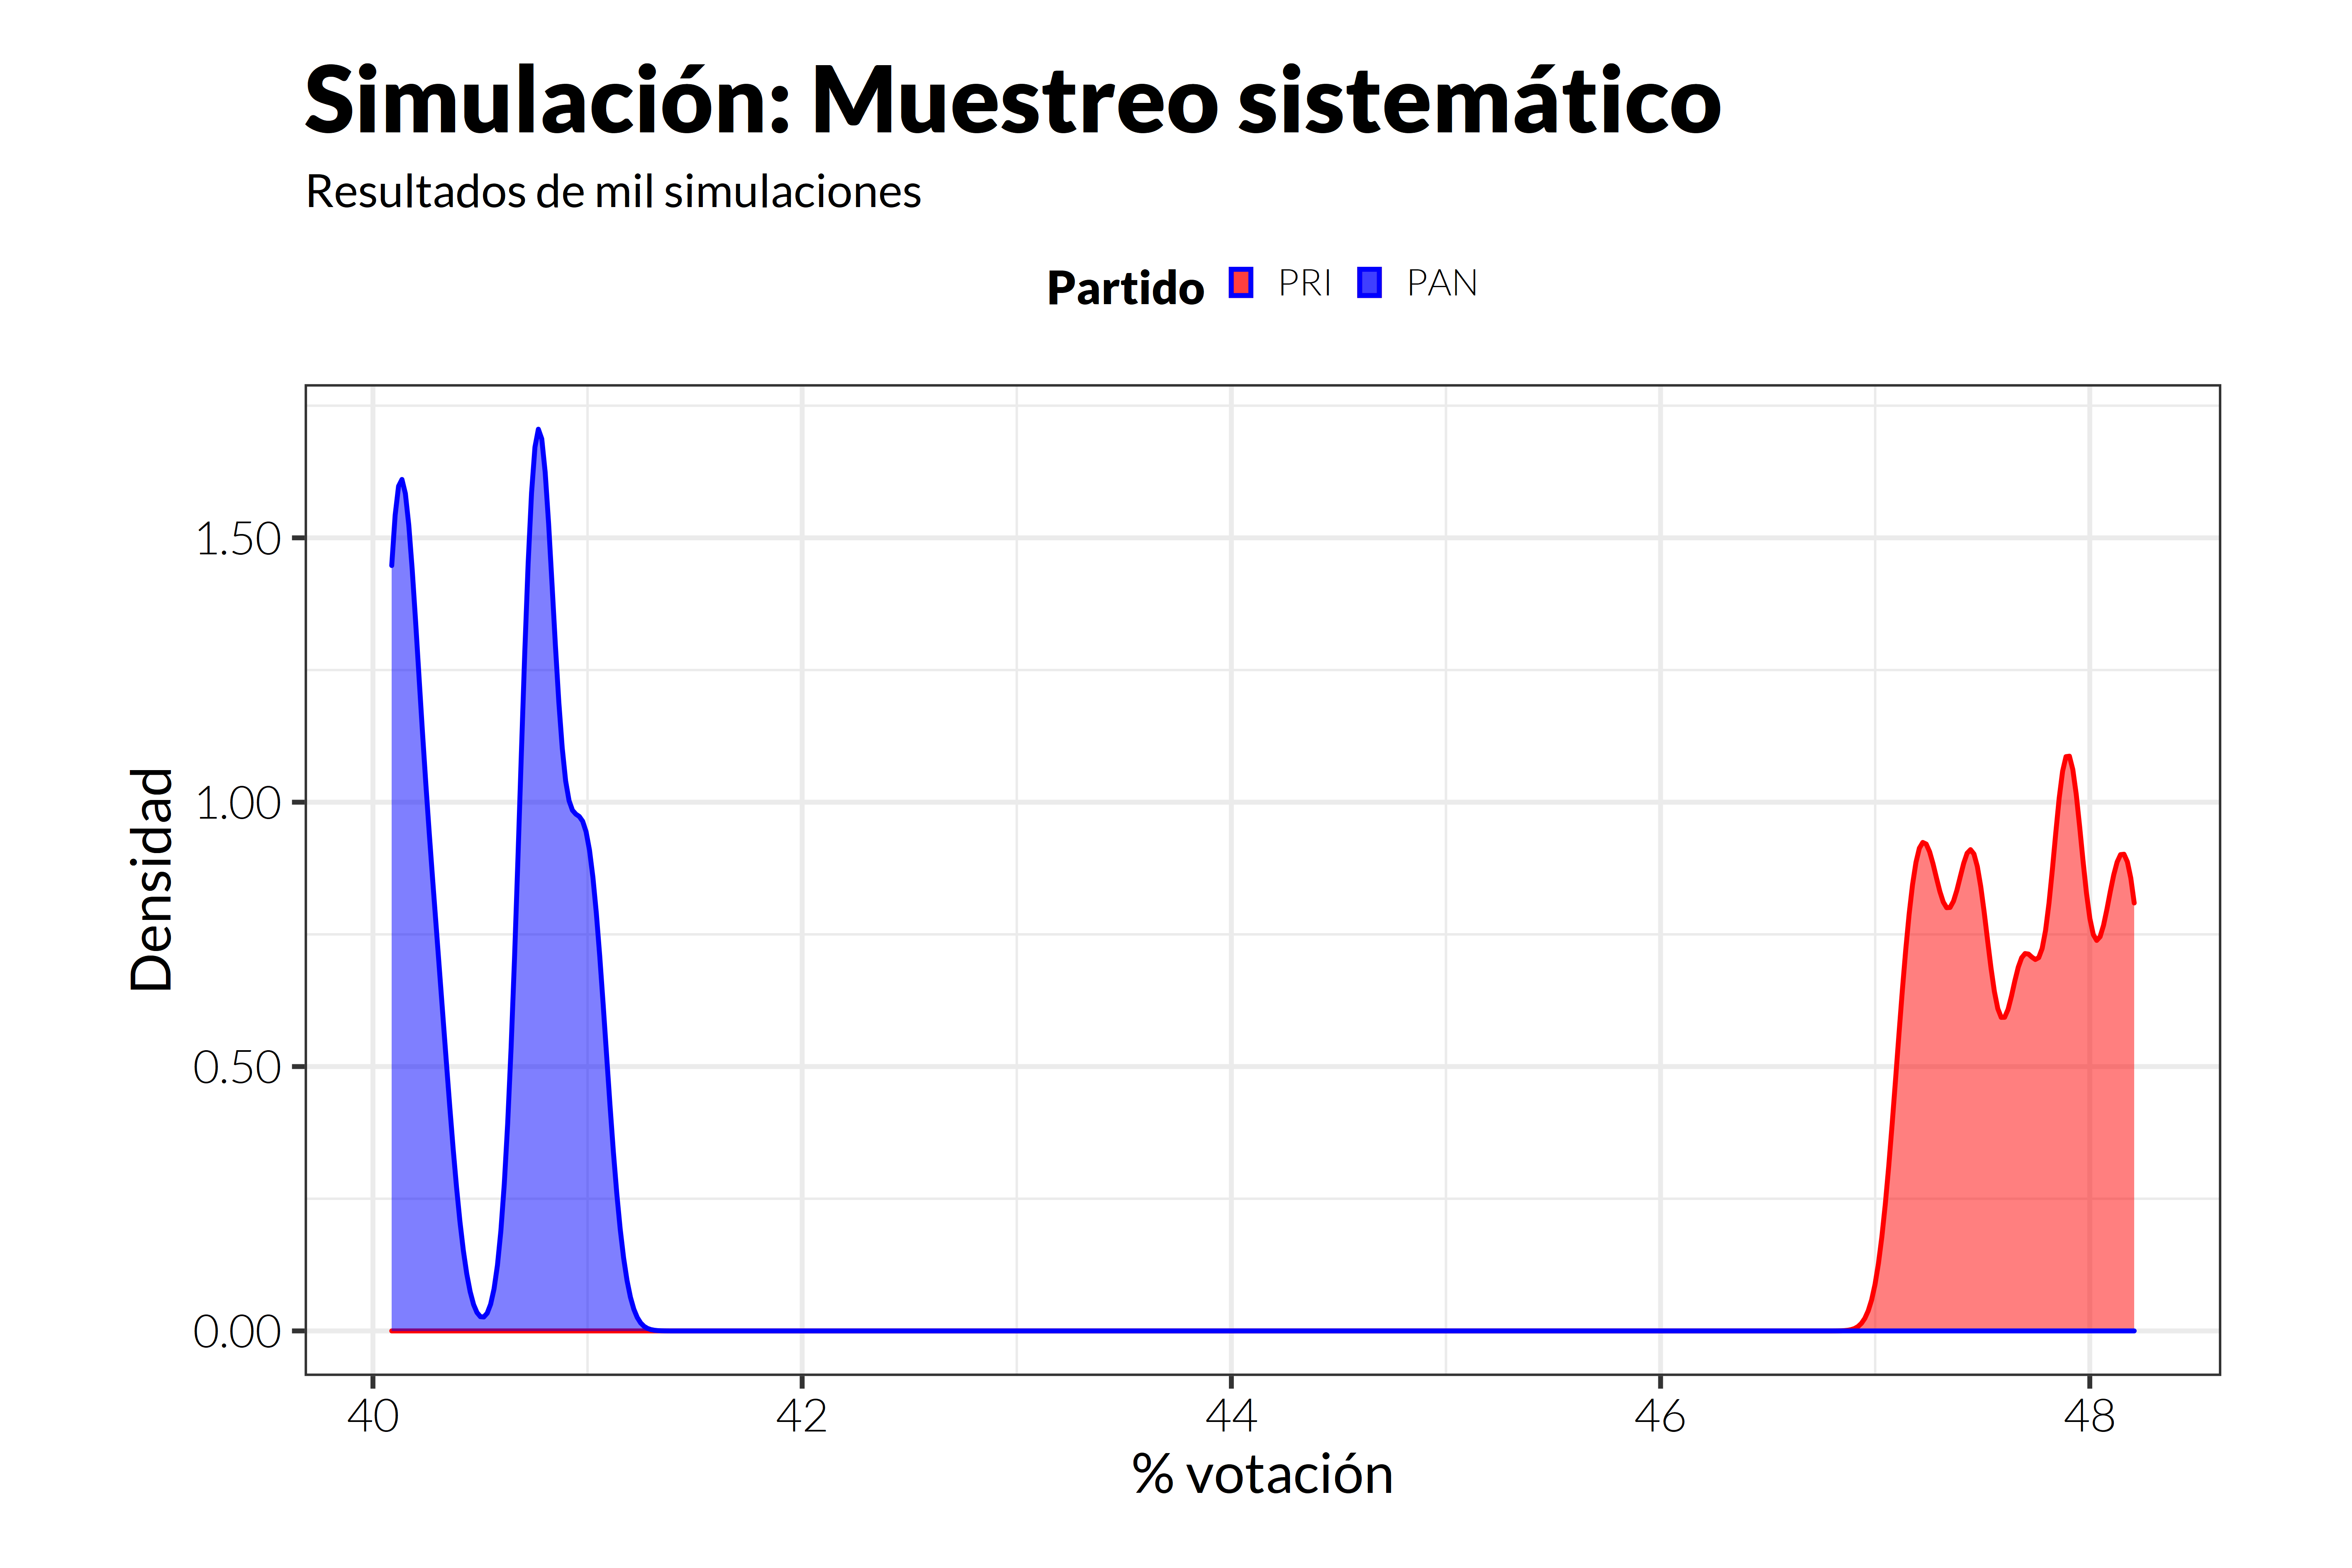 Simulación: Muestreo sistemático
Resultados de mil simulaciones
Partido PRI PAN
Densidad
1.50
1.00
0.50
0.00
40 42 44 46 48
% votación